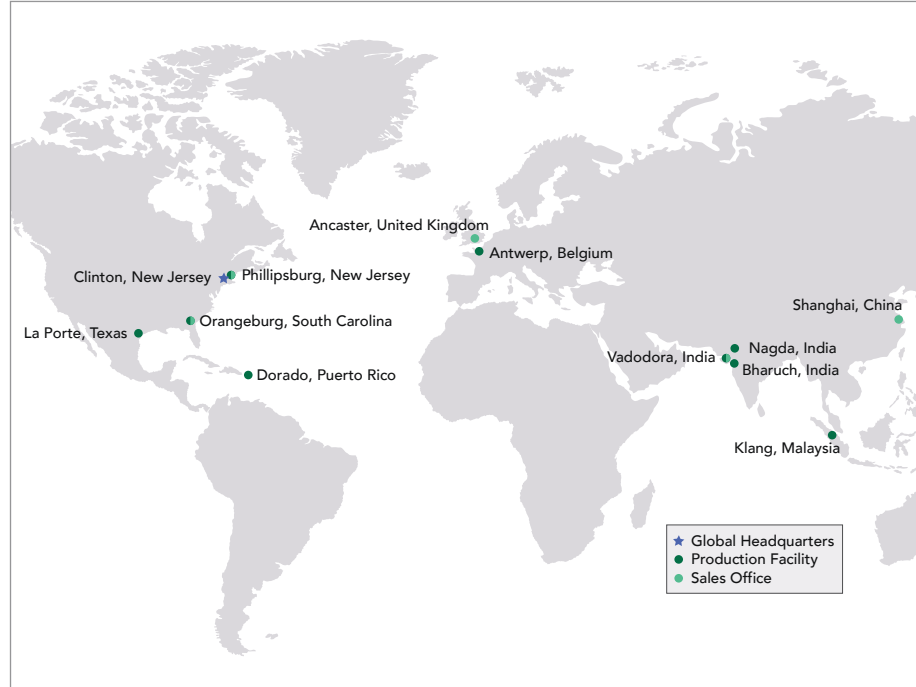 Ancaster, United Kingdom
Antwerp, Belgium
Clinton, New Jersey
Phillipsburg, New Jersey
Shanghai, China
Orangeburg, South Carolina
La Porte, Texas
Nagda, India
Vadodora, India
Bharuch, India
Dorado, Puerto Rico
Klang, Malaysia
Global Headquarters
Production Facility
Sales Office